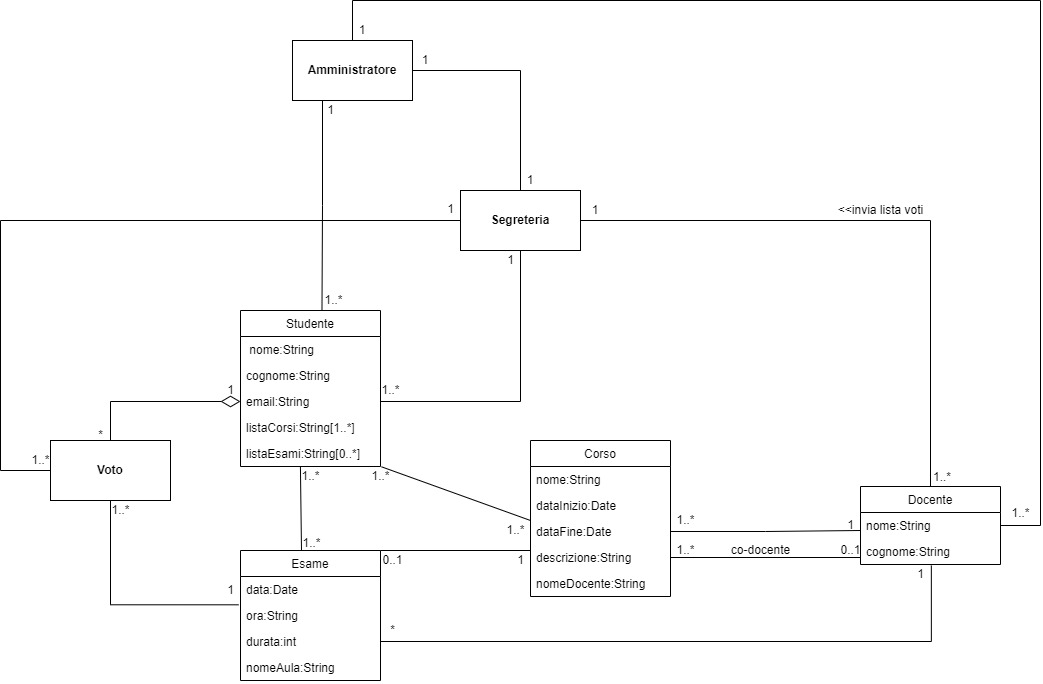 1
Amministratore
1
1
1
1
Segreteria
1
<<invia lista voti
1
1..*
Studente
nome:String
cognome:String
email:String
listaCorsi:String[1..*]
listaEsami:String[0..*]
1..*
1
*
1..*
Voto
1..*
1..*
1..*
Corso
nome:String
dataInizio:Date
dataFine:Date
descrizione:String
nomeDocente:String
1..*
1..*
1
1..*
co-docente
0..1
1..*
Docente
nome:String
cognome:String
1..*
1
1
1..*
Esame
0..1
1
data:Date
ora:String
durata:int
nomeAula:String
*